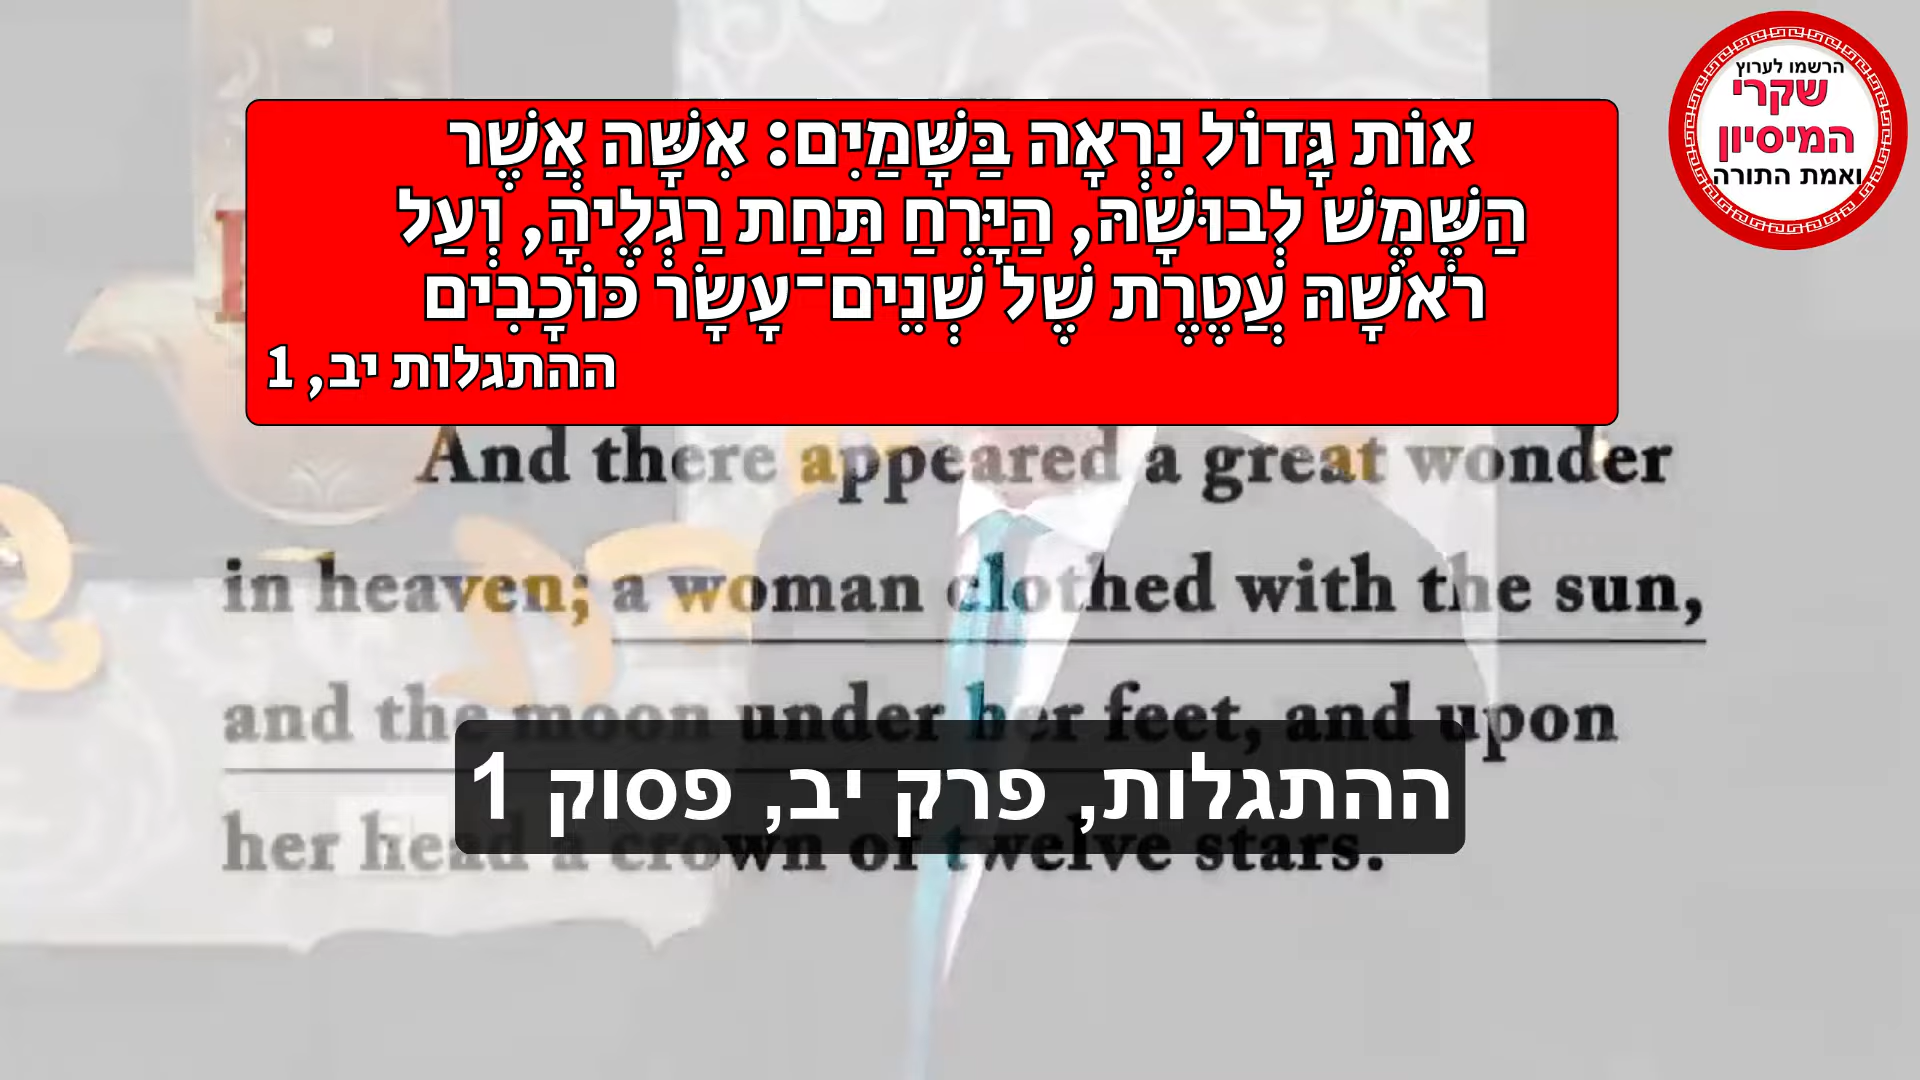 הרשמו לערוץ
שקרי
המיסיון
ואמת התורה
אוֹת גָּדוֹל נִרְאָה בַּשָּׁמַיִם: אִשָּׁה אֲשֶׁר
הַשֶּׁמֶשׁ לְבוּשָׁהּ, הַיָּרֵחַ תַּחַת רַגְלֶיהָ, וְעַל
רֹאשָׁהּ עֲטֶרֶת שֶׁל שְׁנֵים־עָשָׂר כּוֹכָבִים
ההתגלות יב, 1
And there appeared a great wonder
in heaven; a woman clothed with the sun,
and the moon under her feet, and upon
her head a crown of twelve stars.
ההתגלות, פרק יב, פסוק 1